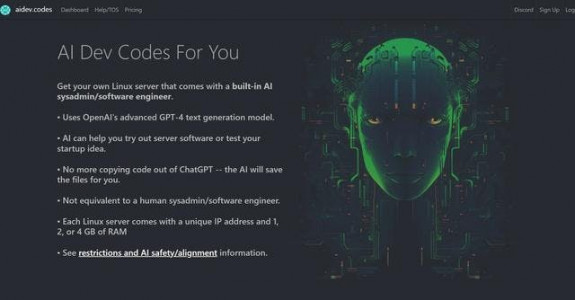 aidev.codes Dashboard Help/TOS Pricing Discord Sign Up Log
AI Dev Codes For You
Get your own Linux server that comes with a built-in AI
sysadmin/software engineer.
• Uses OpenAI's advanced GPT-4 text generation model.
• AI can help you try out server software or test your
startup idea.
• No more copying code out of ChatGPT -- the AI will save
the files for you.
• Not equivalent to a human sysadmin/software engineer.
• Each Linux server comes with a unique IP address and 1,
2, or 4 GB of RAM
• See restrictions and AI safety/alignment information.